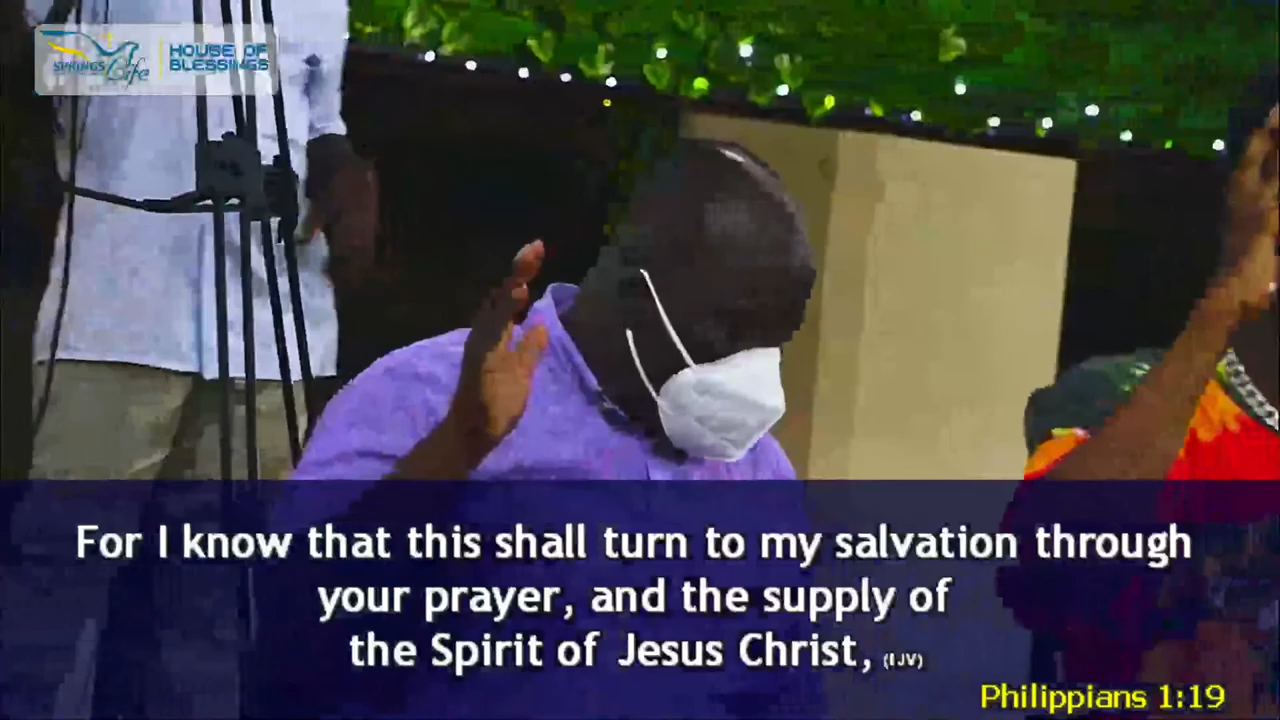 SPRINGS
Life
HOUSE OF
BLESSINGS
For I know that this shall turn to my salvation through
your prayer, and the supply of
the Spirit of Jesus Christ, (IJV)
Philippians 1:19